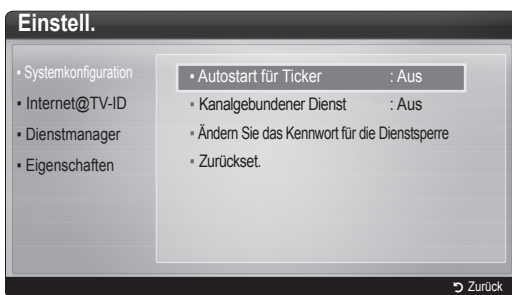 Einstell.
▪ Systemkonfiguration
▪ Internet@TV-ID
▪ Dienstmanager
▪ Eigenschaften
▪ Autostart für Ticker : Aus
▪ Kanalgebundener Dienst : Aus
▪ Ändern Sie das Kennwort für die Dienstsperre
▪ Zurückset.
Zurück